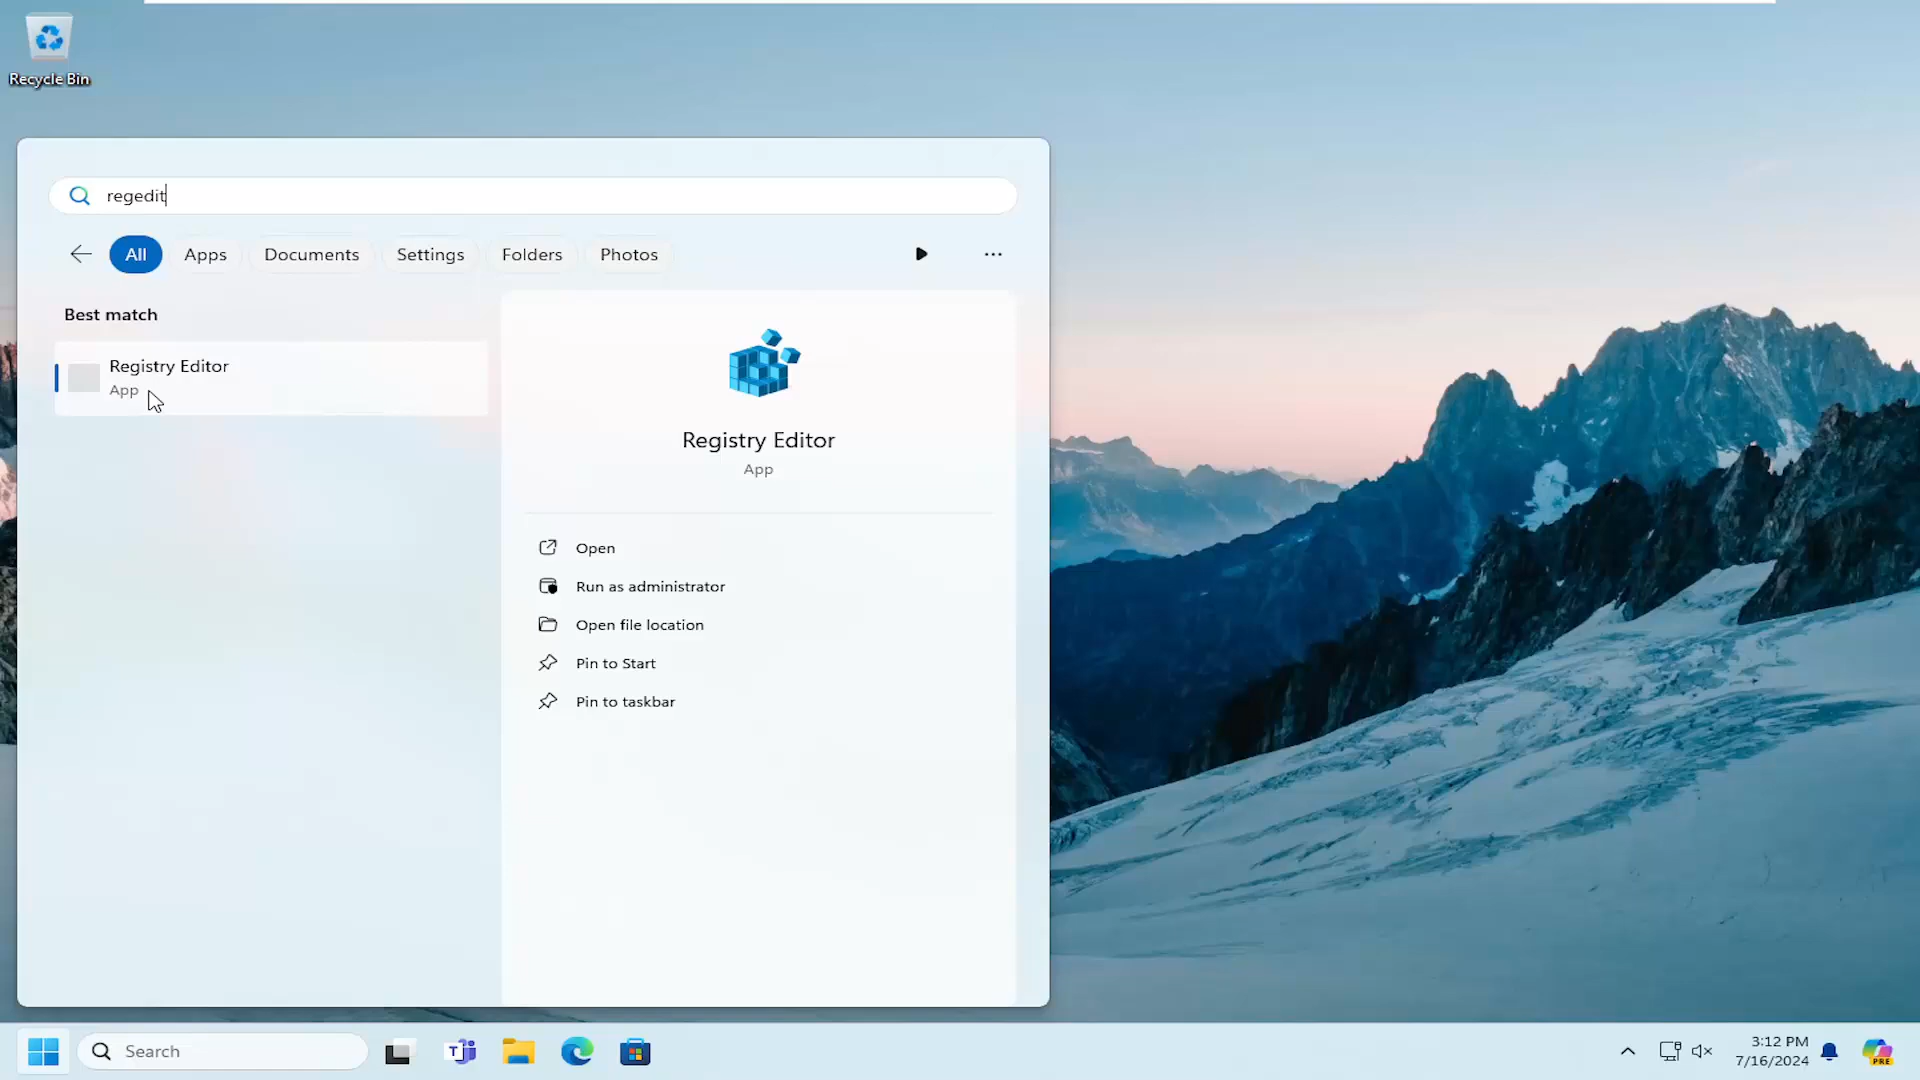 Recycle Bin
regedit
All
Apps
Documents
Settings
Folders
Photos
Best match
Registry Editor
App
Registry Editor
App
Open
Run as administrator
Open file location
Pin to Start
Pin to taskbar
Search
T
3:12 PM
7/16/2024
PRE